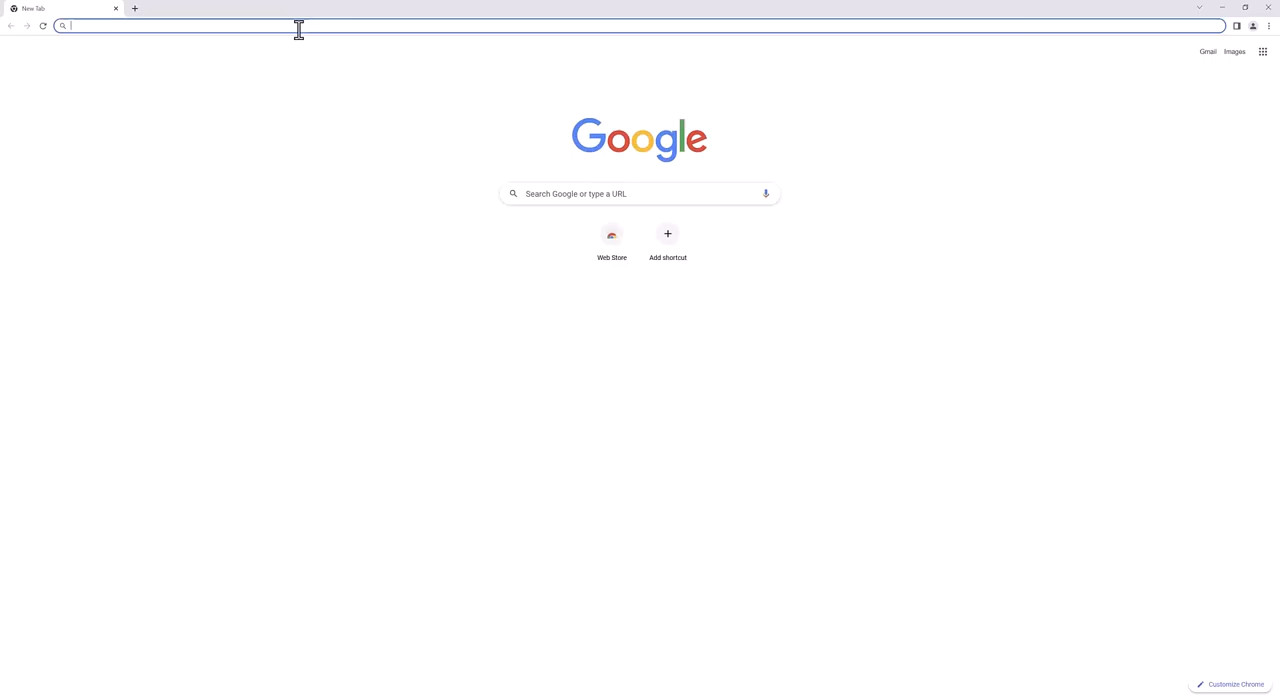 New Tab
Gmail Images
Google
Search Google or type a URL
Web Store Add shortcut
Customize Chrome